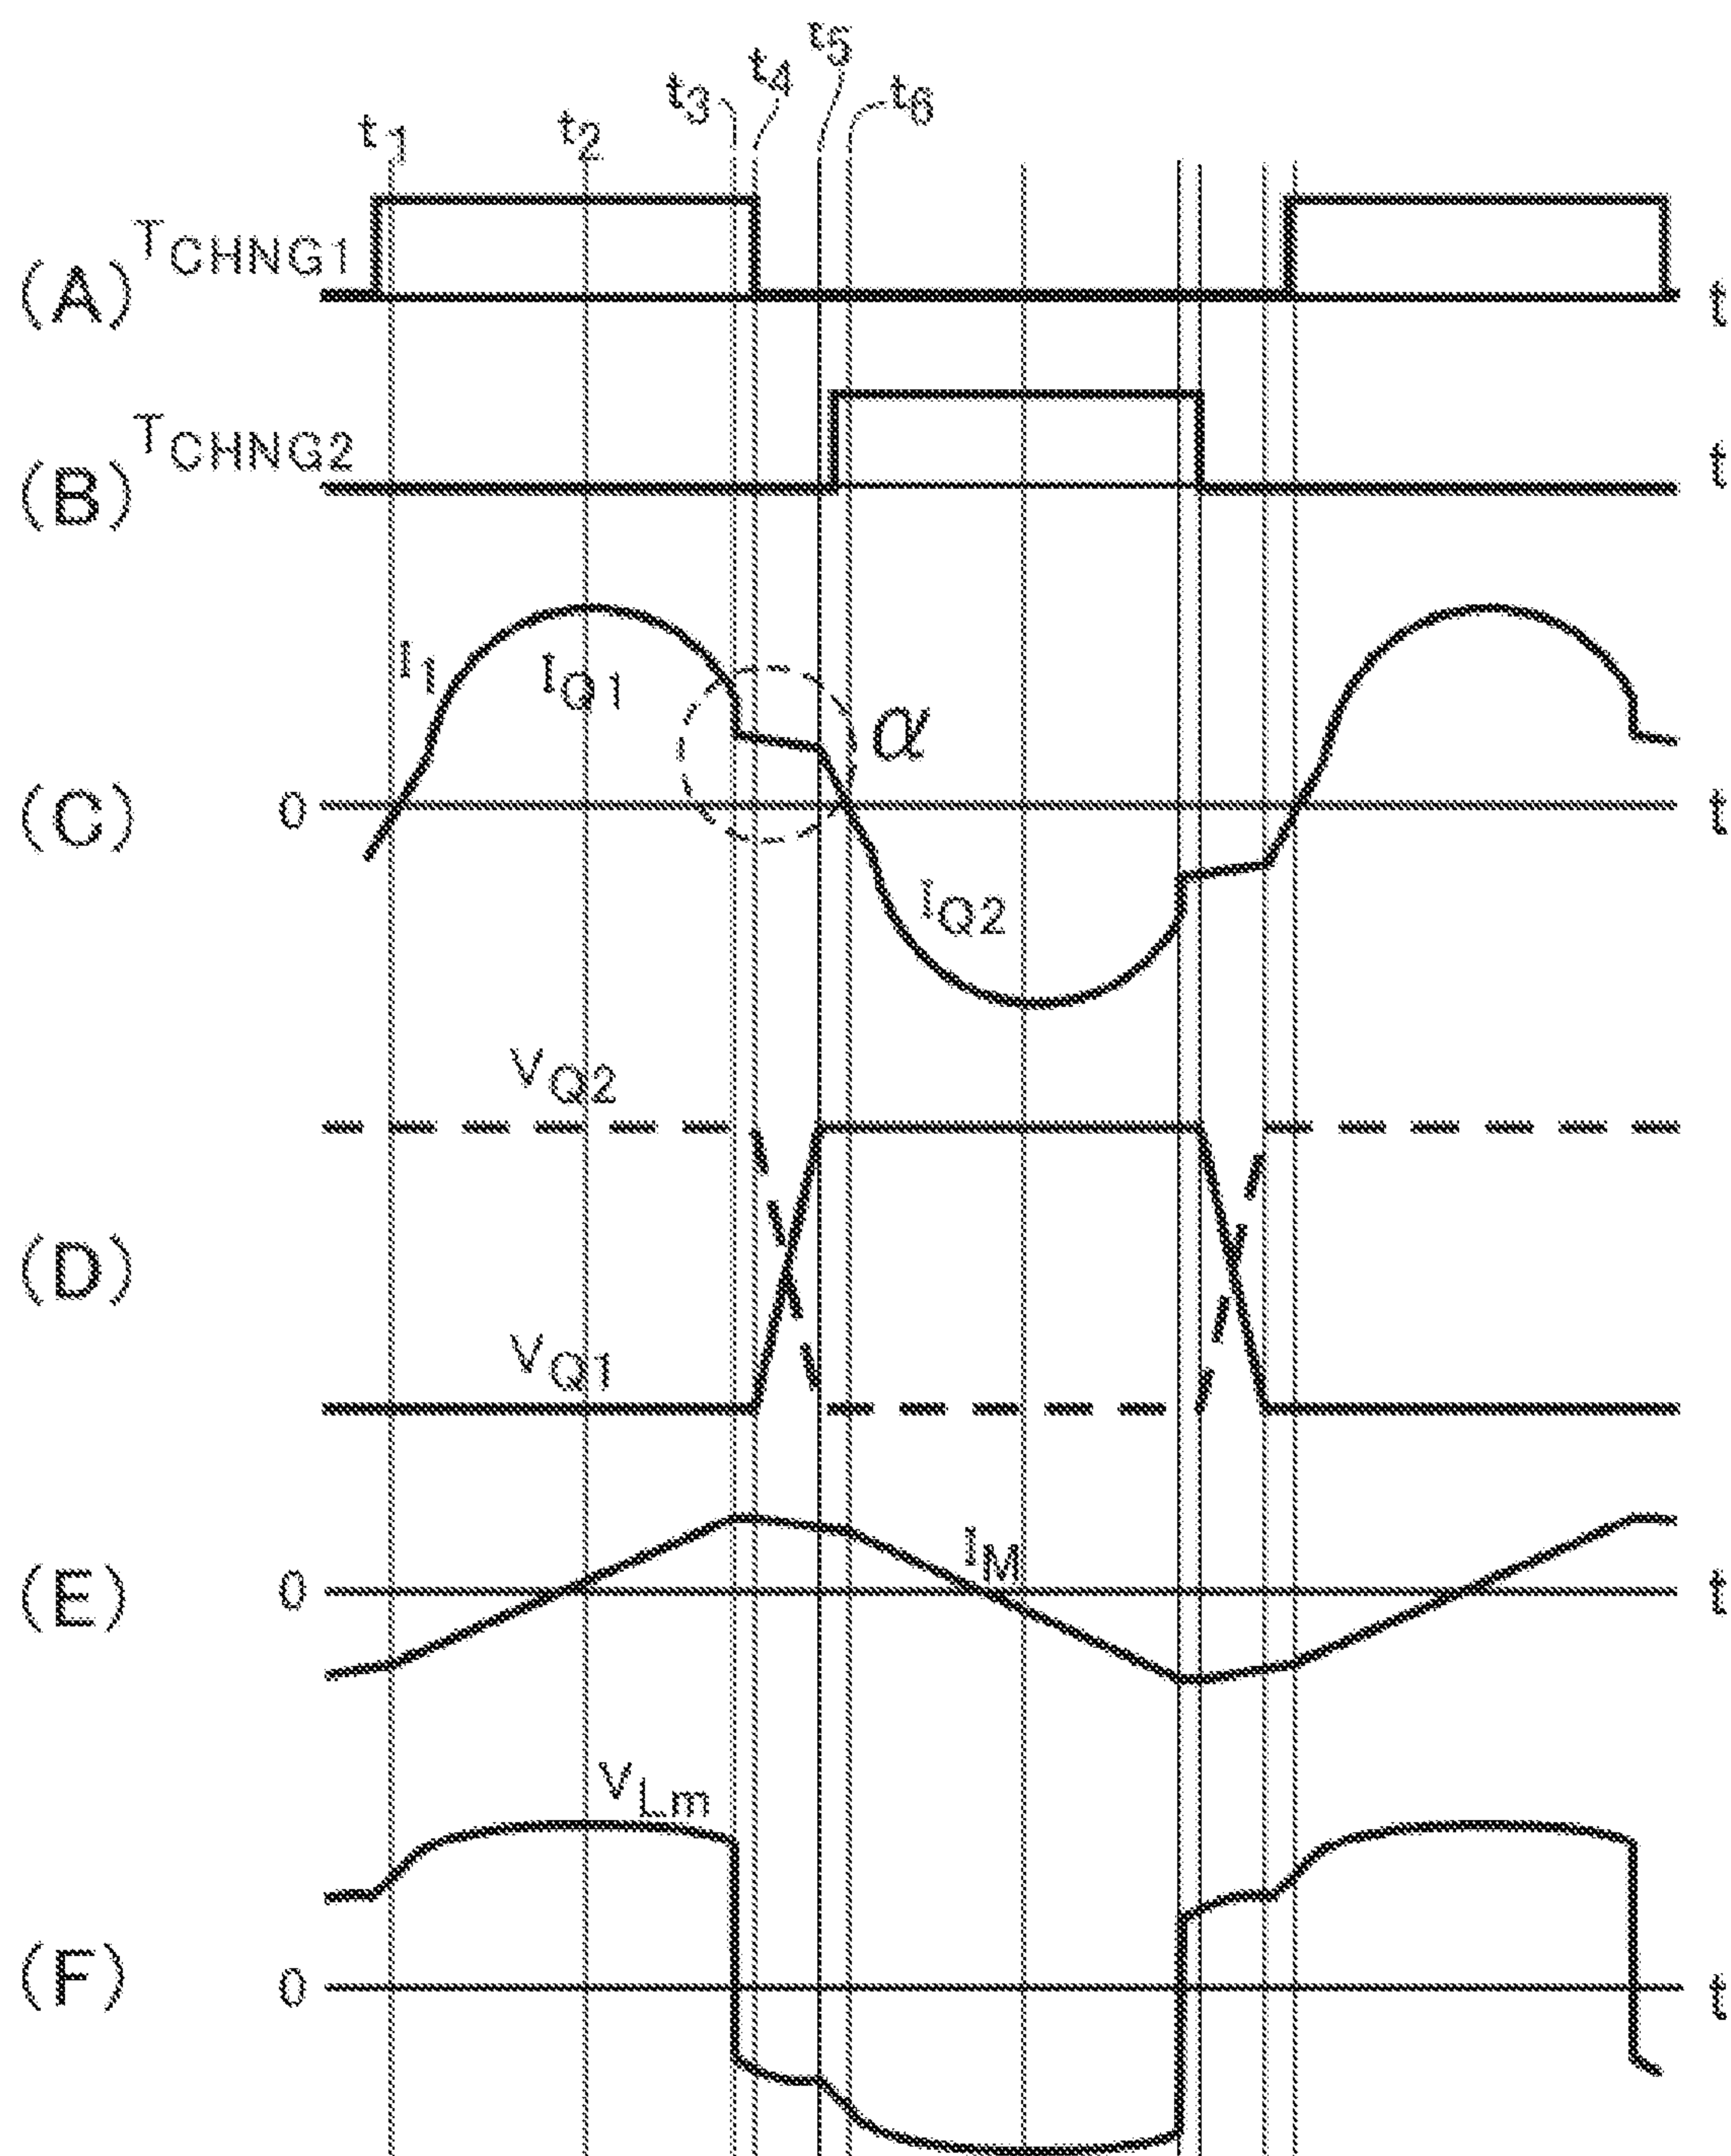 t1 t2 t3 t4 t5 t6
(A) TCHNG1 t
(B) TCHNG2 t
(C) 0 I1 IQ1 α IQ2 t
(D) VQ2 VQ1
(E) 0 IM t
(F) 0 VLm t